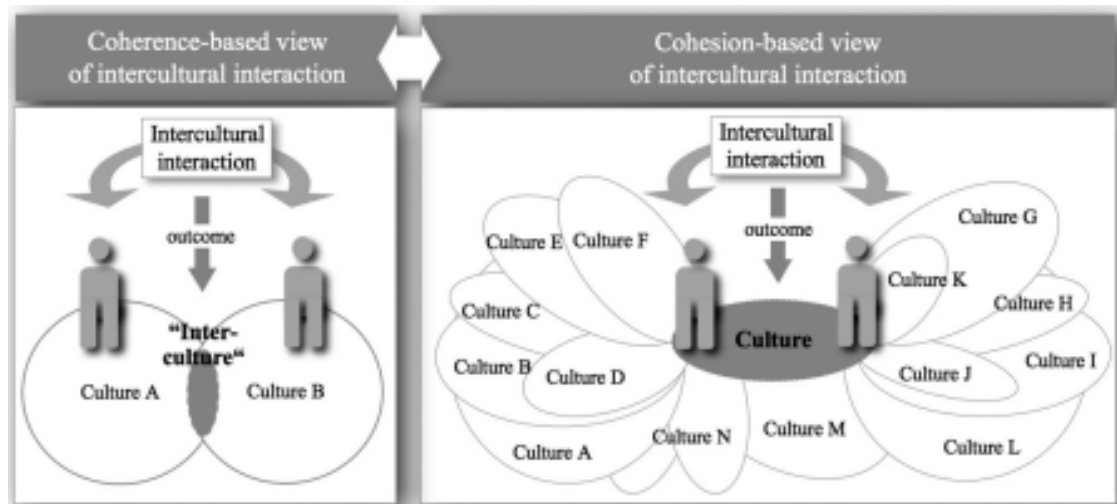 Coherence-based view
of intercultural interaction
Intercultural
interaction
outcome
“Inter-
culture“
Culture A
Culture B
Cohesion-based view
of intercultural interaction
Intercultural
interaction
outcome
Culture E
Culture F
Culture G
Culture K
Culture C
Culture H
Culture
Culture B
Culture D
Culture J
Culture I
Culture A
Culture N
Culture M
Culture L